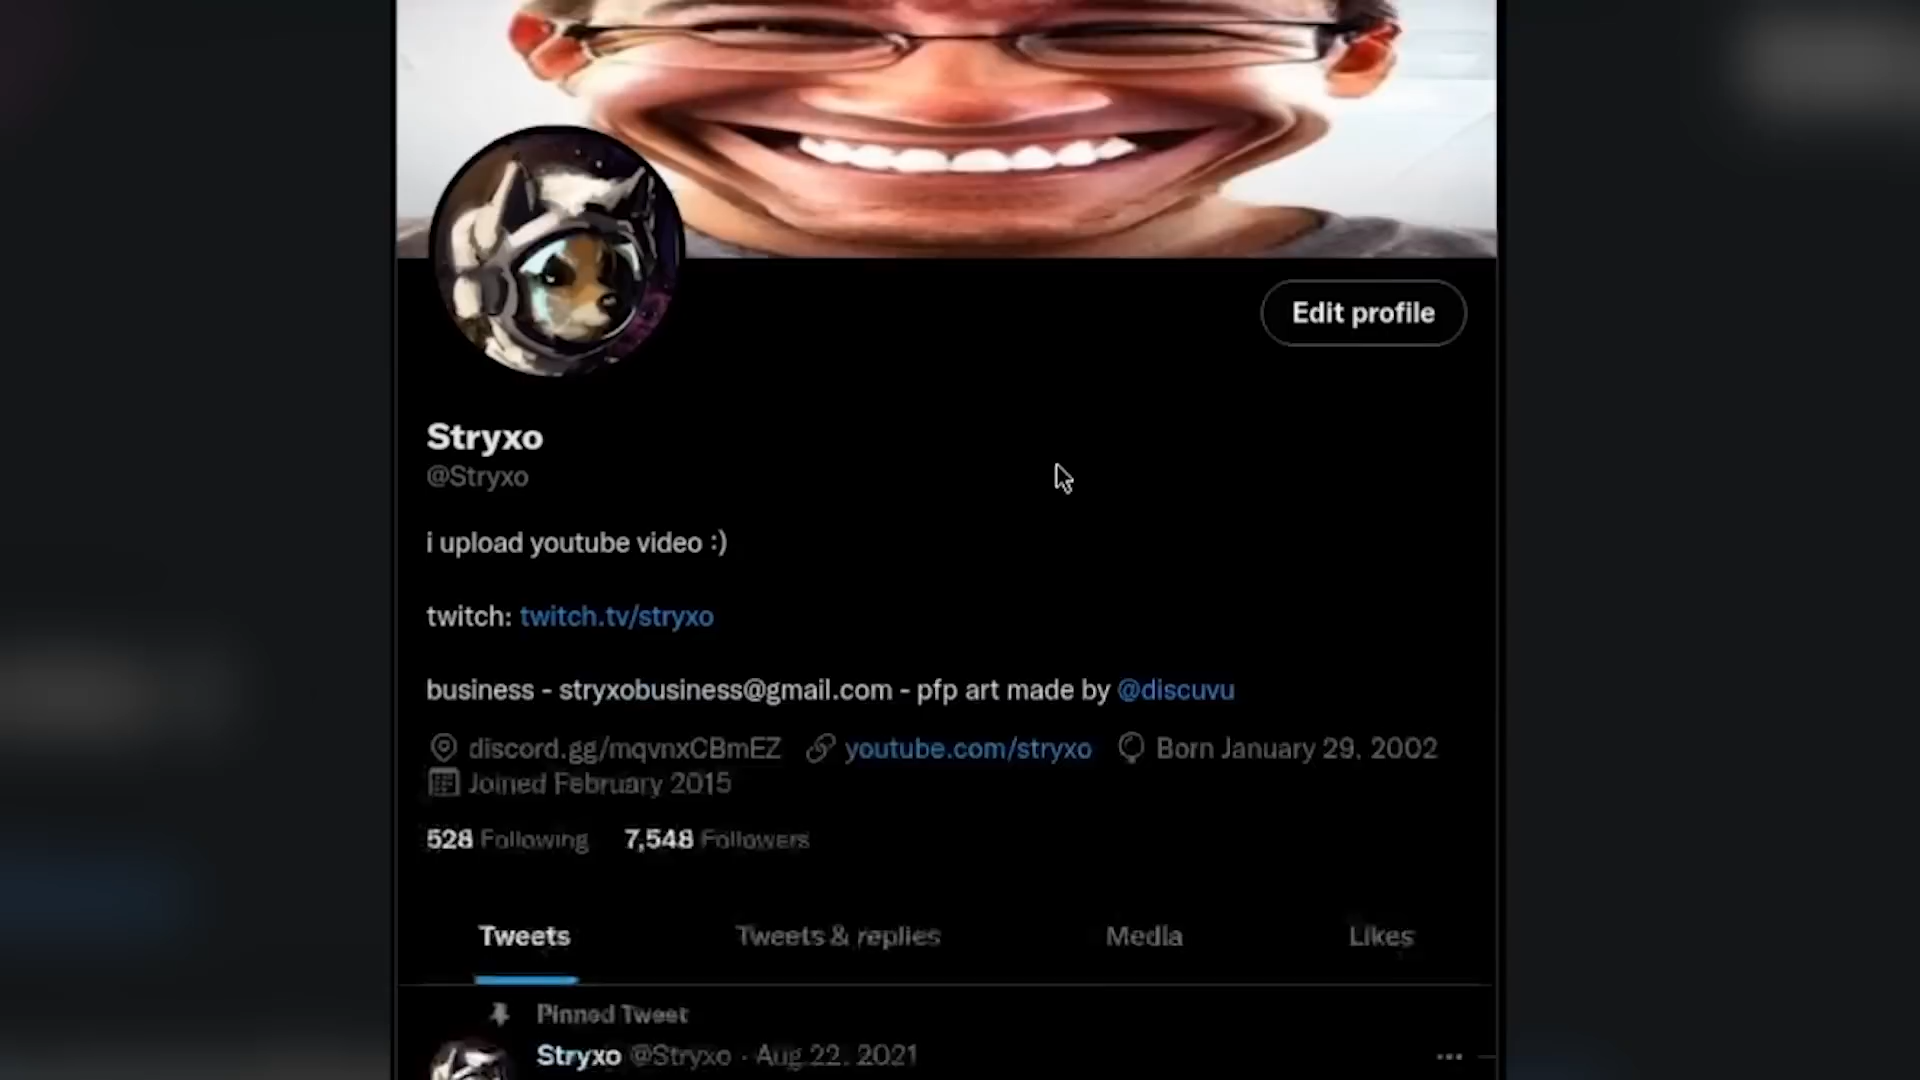 Edit profile
Stryxo
@Stryxo
i upload youtube video :)
twitch: twitch.tv/stryxo
business - stryxobusiness@gmail.com - pfp art made by @discuvu
discord.gg/mqvnxCBmEZ youtube.com/stryxo Born January 29, 2002
Joined February 2015
528 Following 7,548 Followers
Tweets Tweets & replies Media Likes
Pinned Tweet
Stryxo @Stryxo · Aug 22, 2021